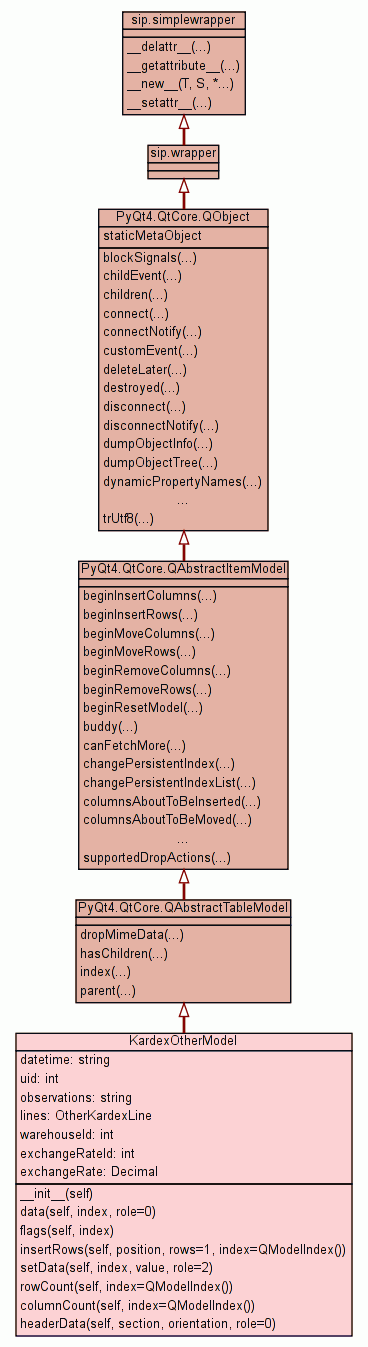 sip.simplewrapper
__delattr__(...)
__getattribute__(...)
__new__(T, S, *...)
__setattr__(...)
sip.wrapper
PyQt4.QtCore.QObject
staticMetaObject
blockSignals(...)
childEvent(...)
children(...)
connect(...)
connectNotify(...)
customEvent(...)
deleteLater(...)
destroyed(...)
disconnect(...)
disconnectNotify(...)
dumpObjectInfo(...)
dumpObjectTree(...)
dynamicPropertyNames(...)
...
trUtf8(...)
PyQt4.QtCore.QAbstractItemModel
beginInsertColumns(...)
beginInsertRows(...)
beginMoveColumns(...)
beginMoveRows(...)
beginRemoveColumns(...)
beginRemoveRows(...)
beginResetModel(...)
buddy(...)
canFetchMore(...)
changePersistentIndex(...)
changePersistentIndexList(...)
columnsAboutToBeInserted(...)
columnsAboutToBeMoved(...)
...
supportedDropActions(...)
PyQt4.QtCore.QAbstractTableModel
dropMimeData(...)
hasChildren(...)
index(...)
parent(...)
KardexOtherModel
datetime: string
uid: int
observations: string
lines: OtherKardexLine
warehouseId: int
exchangeRateId: int
exchangeRate: Decimal
__init__(self)
data(self, index, role=0)
flags(self, index)
insertRows(self, position, rows=1, index=QModelIndex())
setData(self, index, value, role=2)
rowCount(self, index=QModelIndex())
columnCount(self, index=QModelIndex())
headerData(self, section, orientation, role=0)